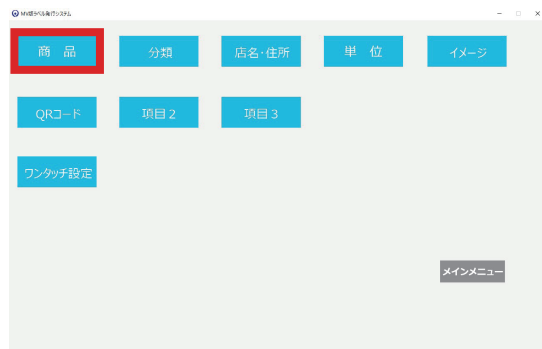 MV版ラベル発行システム
商 品
分類
店名・住所
単 位
イメージ
QRコード
項目2
項目3
ワンタッチ設定
メインメニュー